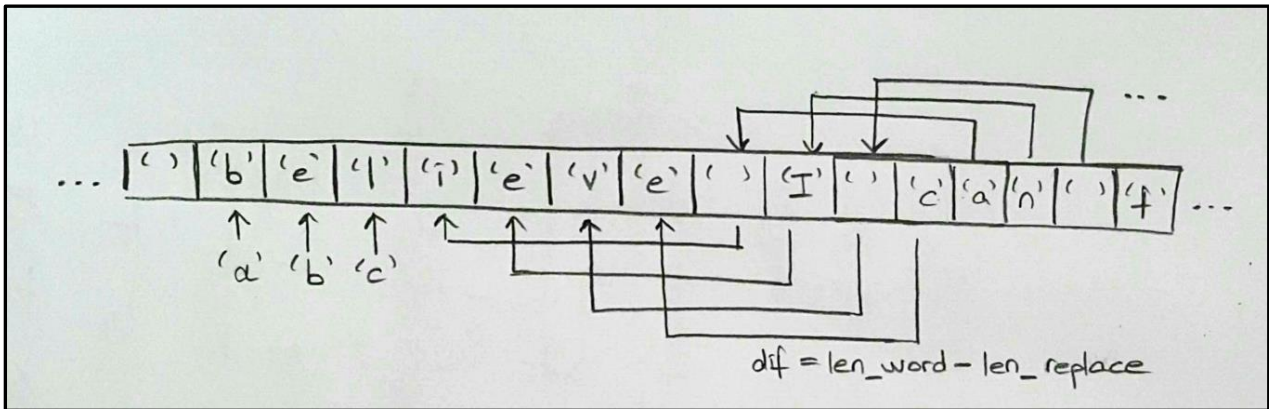 ...
... ' ' 'b' 'e' 'l' 'i' 'e' 'v' 'e' ' ' 'I' ' ' 'c' 'a' 'n' ' ' 'f' ...
'a' 'b' 'c'
dif = len_word - len_replace